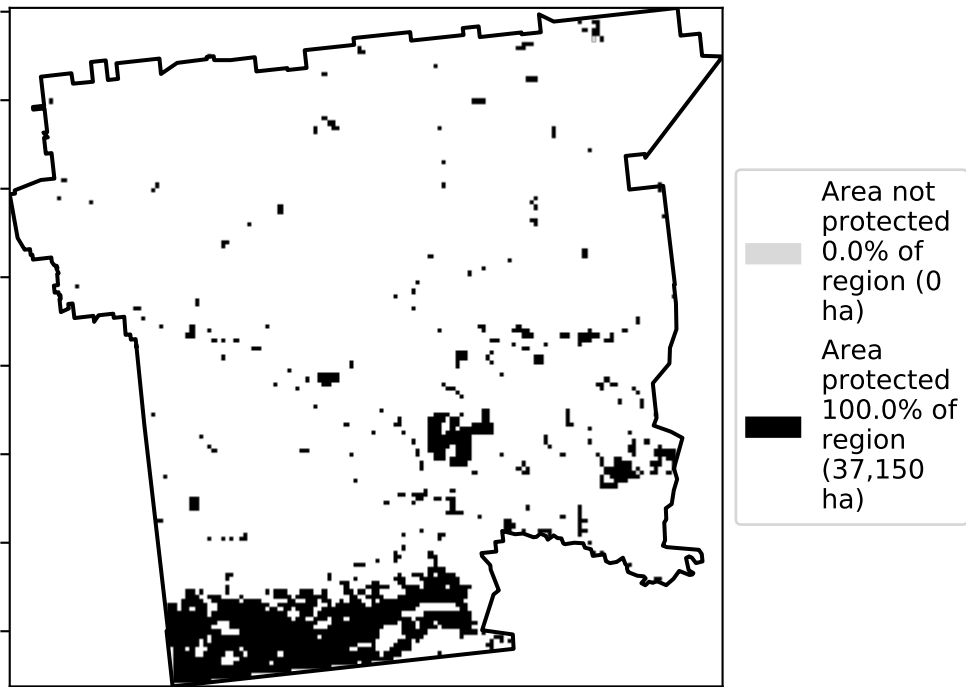 Area not
protected
0.0% of
region (0
ha)
Area
protected
100.0% of
region
(37,150
ha)